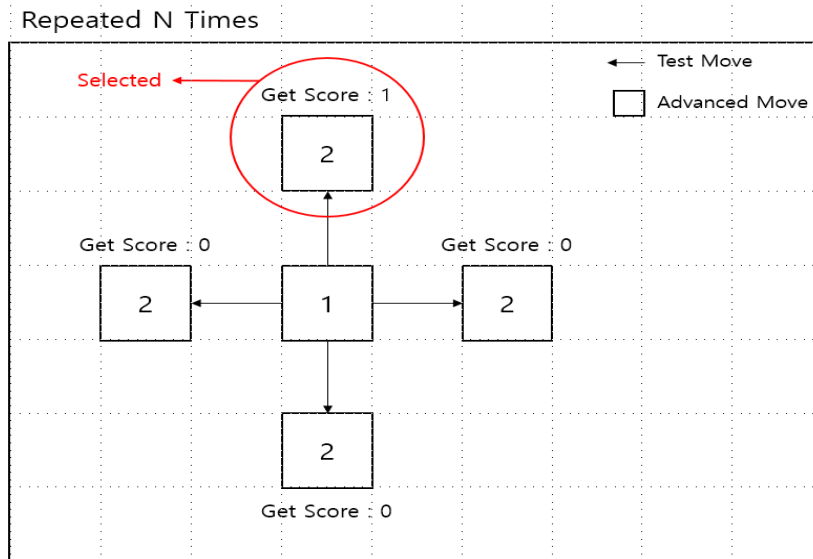 Repeated N Times
Test Move
Selected
Get Score : 1
Advanced Move
2
Get Score : 0
Get Score : 0
2
1
2
2
Get Score : 0